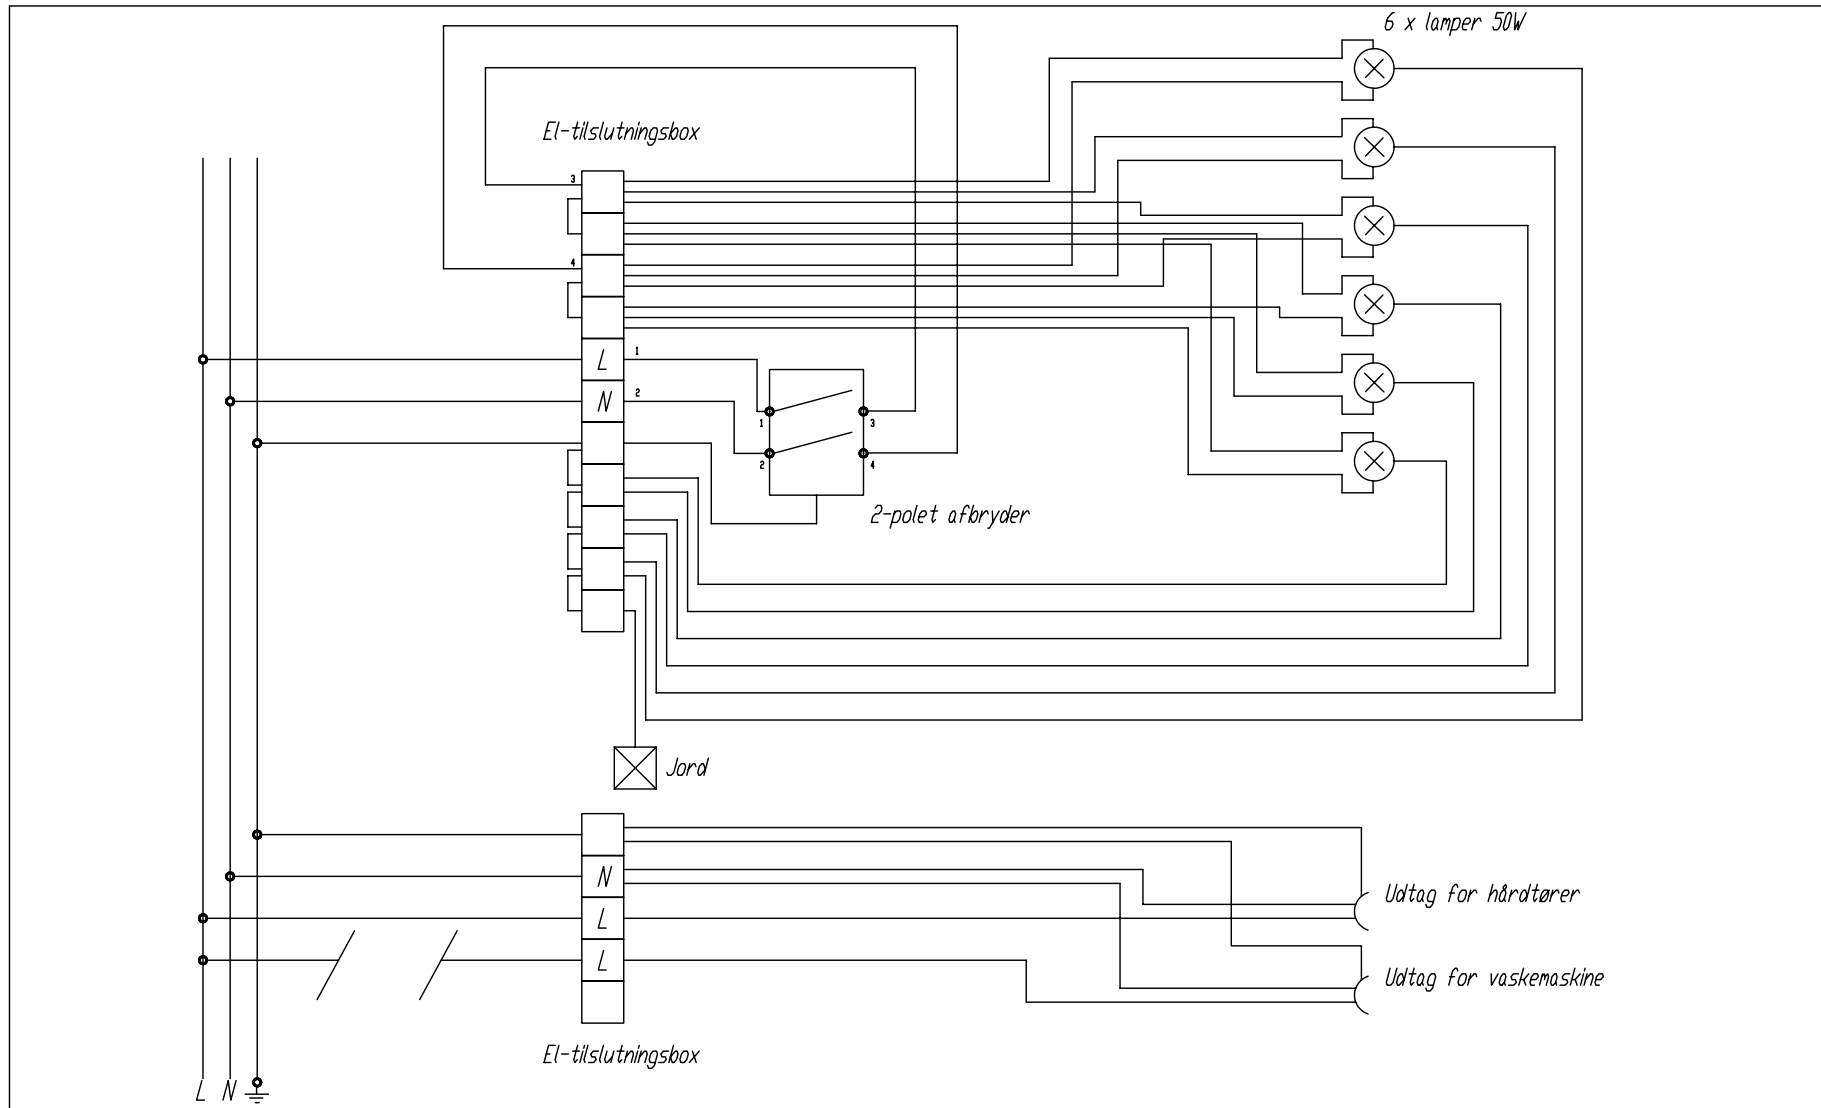 6 x lamper 50W
El-tilslutningsbox
3
4
L 1
N 2
1 3
2 4
2-polet afbryder
Jord
N
L
L
Udtag for hårdtører
Udtag for vaskemaskine
El-tilslutningsbox
L N